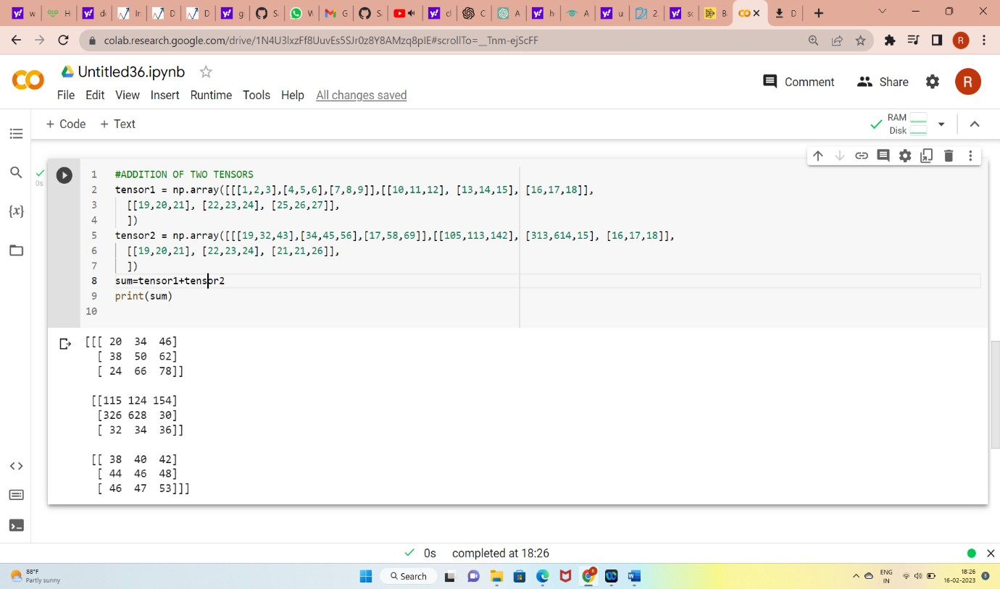 w H d Ir D D g S W G S c C A h A u 2. s B D
colab.research.google.com/drive/1N4U3lxzFf8UuvEs5SJr0z8Y8AMzq8pIE#scrollTo=__Tnm-ejScFF R
CO Untitled36.ipynb
File Edit View Insert Runtime Tools Help All changes saved
Comment Share R
+ Code + Text
RAM
Disk
0s
1 #ADDITION OF TWO TENSORS
2 tensor1 = np.array([[[1,2,3],[4,5,6],[7,8,9]],[[10,11,12], [13,14,15], [16,17,18]],
3 [[19,20,21], [22,23,24], [25,26,27]],
4 ])
5 tensor2 = np.array([[[19,32,43],[34,45,56],[17,58,69]],[[105,113,142], [313,614,15], [16,17,18]],
6 [[19,20,21], [22,23,24], [21,21,26]],
7 ])
8 sum=tensor1+tensor2
9 print(sum)
10
{x}
[[[ 20 34 46]
[ 38 50 62]
[ 24 66 78]]
[[115 124 154]
[326 628 30]
[ 32 34 36]]
[[ 38 40 42]
[ 44 46 48]
[ 46 47 53]]]
0s completed at 18:26
88°F
Partly sunny
Search
ENG
IN
18:26
16-02-2023
3